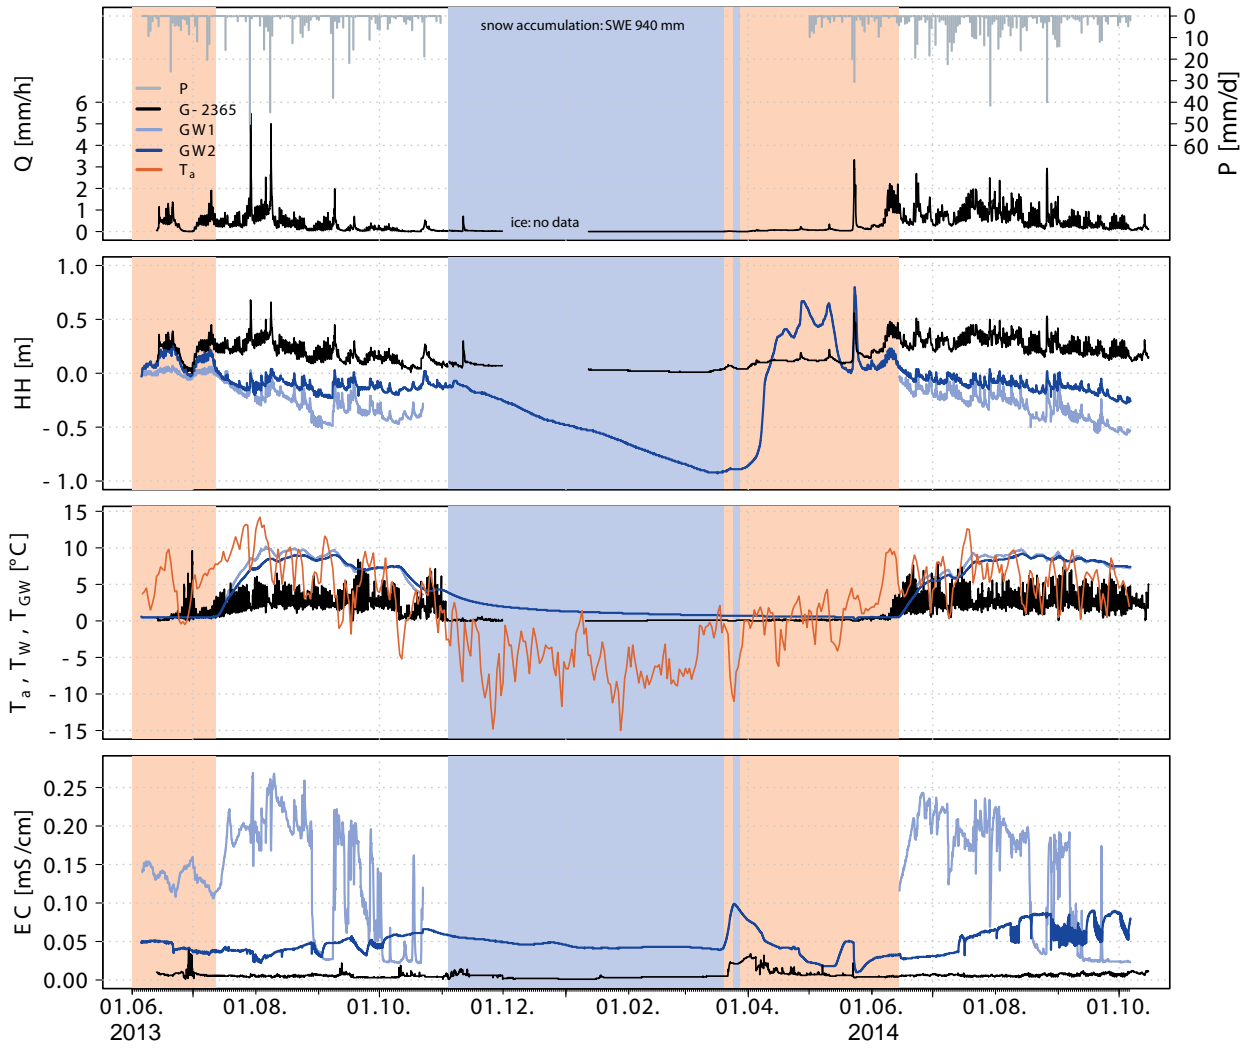 snow accumulation: SWE 940 mm
ice: no data
P
G-2365
GW1
GW2
Ta
Q [mm/h]
6
5
4
3
2
1
0
P [mm/d]
0
10
20
30
40
50
60
HH [m]
1.0
0.5
0.0
-0.5
-1.0
Ta , TW , TGW [°C]
15
10
5
0
-5
-10
-15
EC [mS/cm]
0.25
0.20
0.15
0.10
0.05
0.00
01.06. 01.08. 01.10. 01.12. 01.02. 01.04. 01.06. 01.08. 01.10.
2013 2014